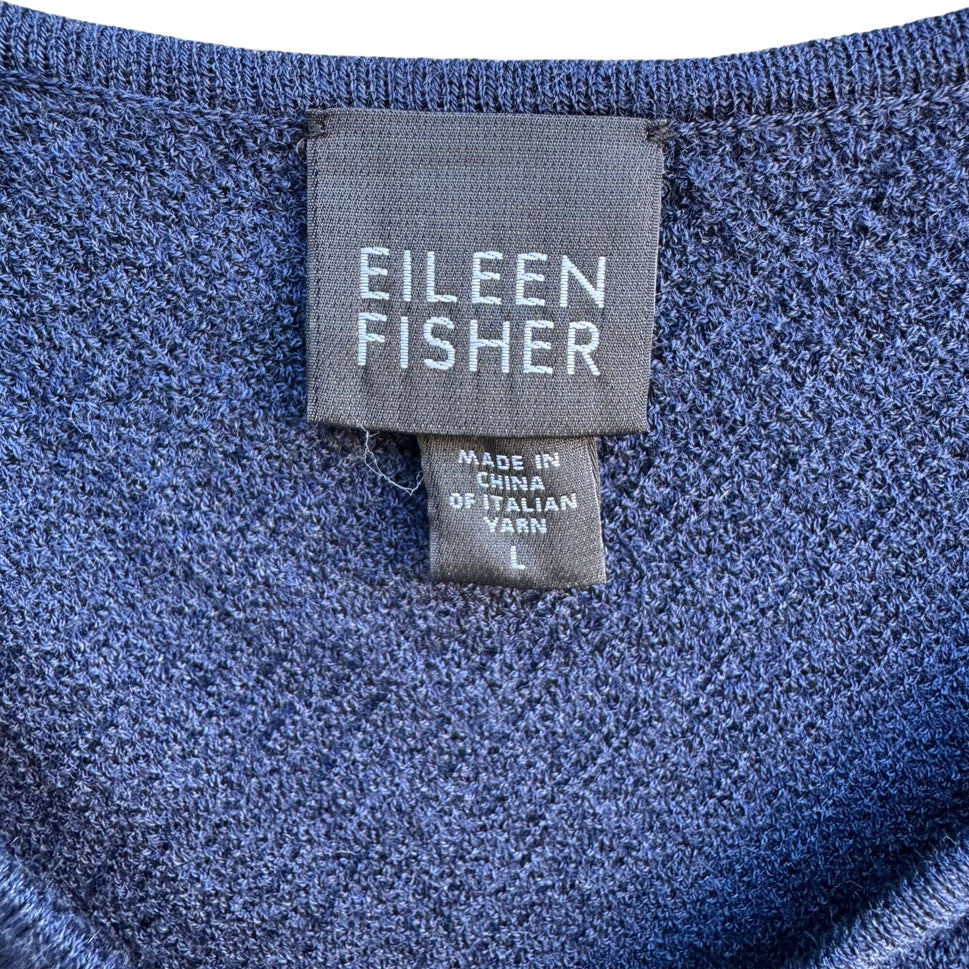 EILEEN
FISHER
MADE IN
CHINA
OF ITALIAN
YARN
L